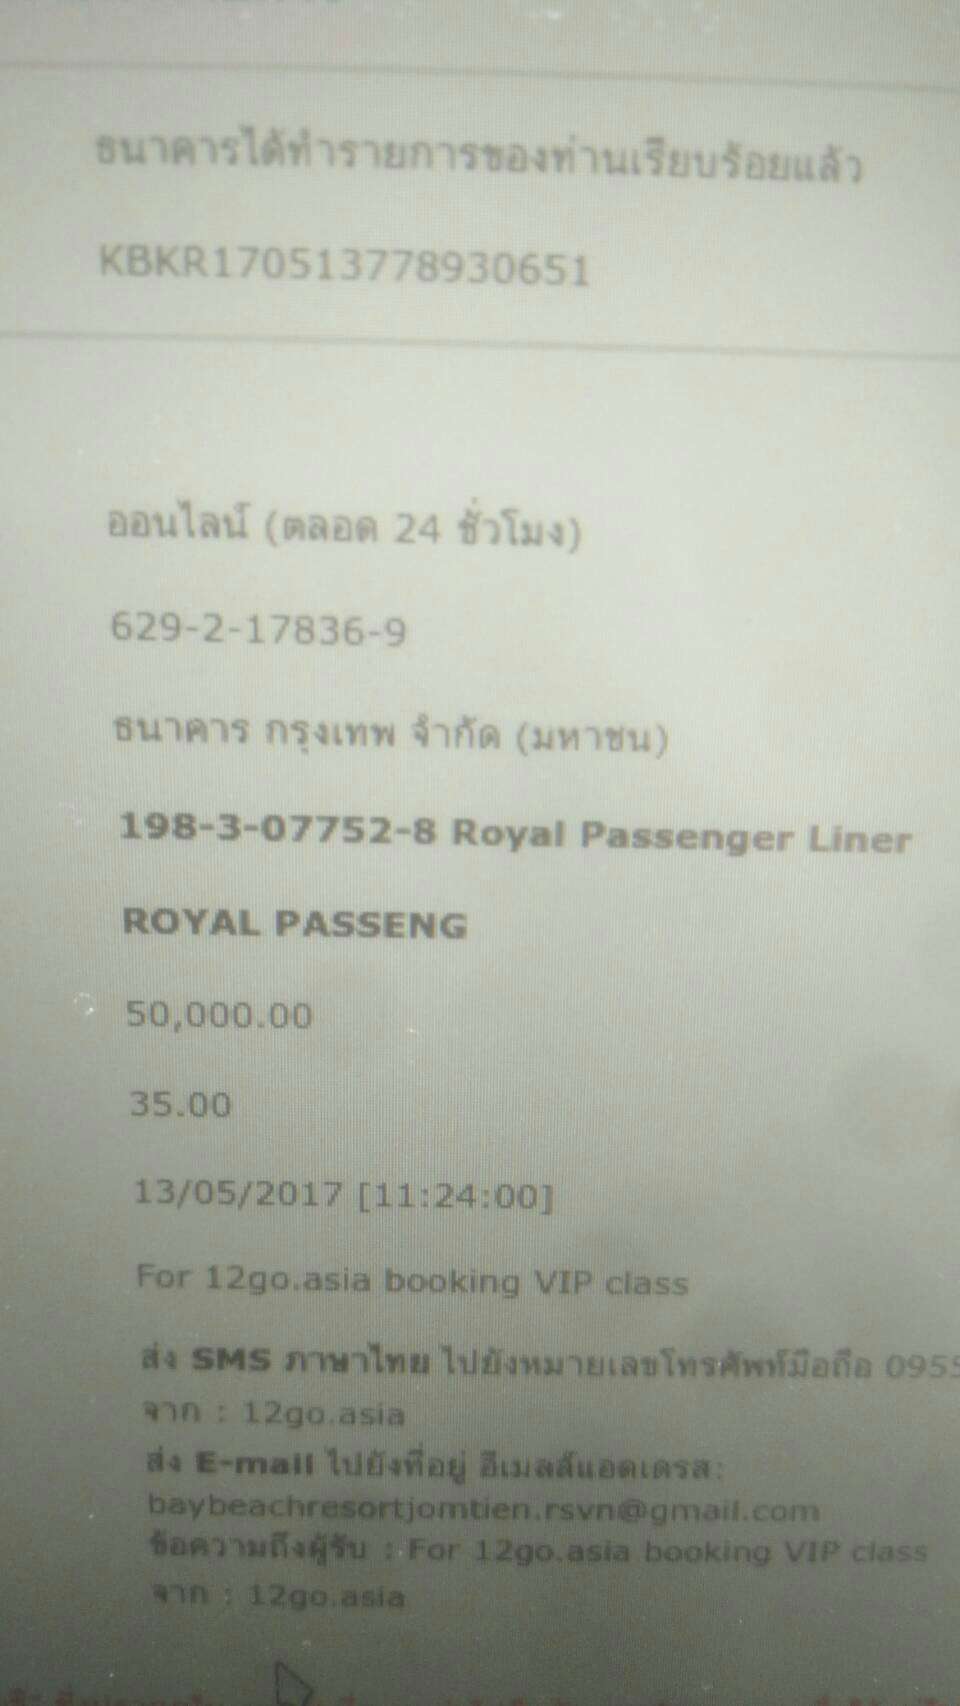 ธนาคารได้ทำรายการของท่านเรียบร้อยแล้ว
KBKR170513778930651
ออนไลน์ (ตลอด 24 ชั่วโมง)
629-2-17836-9
ธนาคาร กรุงเทพ จำกัด (มหาชน)
198-3-07752-8 Royal Passenger Liner
ROYAL PASSENG
50,000.00
35.00
13/05/2017 [11:24:00]
For 12go.asia booking VIP class
ส่ง SMS ภาษาไทย ไปยังหมายเลขโทรศัพท์มือถือ 0955
จาก : 12go.asia
ส่ง E-mail ไปยังที่อยู่ อีเมลล์แอดเดรส:
baybeachresortjomtien.rsvn@gmail.com
ข้อความถึงผู้รับ : For 12go.asia booking VIP class
จาก : 12go.asia